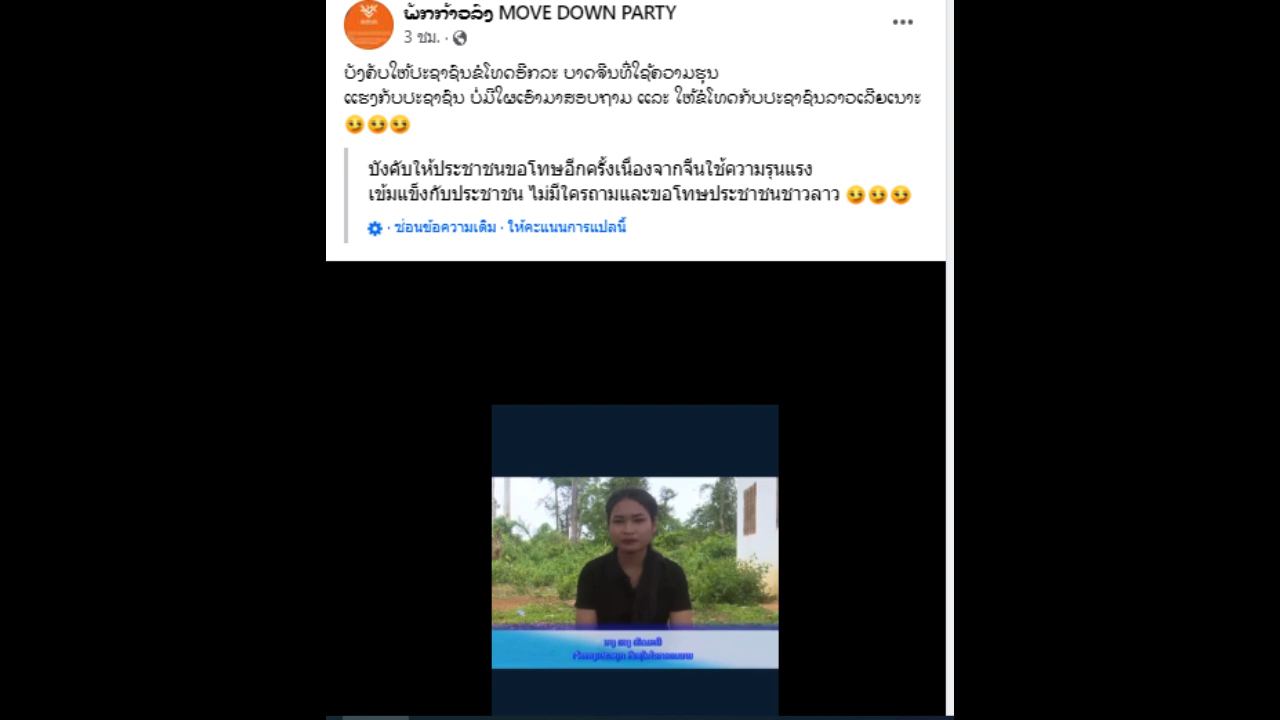 ພັກກ້າວລົງ MOVE DOWN PARTY
3 ชม.
ບັງຄັບໃຫ້ປະຊາຊົນຂໍໂທດອີກລະ ບາດຈີນທີ່ໃຊ້ຄວາມຮຸນ
ແຮງກັບປະຊາຊົນ ບໍ່ມີໃຜເອົາມາສອບຖາມ ແລະ ໃຫ້ຂໍໂທດກັບປະຊາຊົນລາວເລີຍເນາະ
😏😏😏
บังคับให้ประชาชนขอโทษอีกครั้งเนื่องจากจีนใช้ความรุนแรง
เข้มแข็งกับประชาชน ไม่มีใครถามและขอโทษประชาชนชาวลาว 😏😏😏
· ซ่อนข้อความเดิม · ให้คะแนนการแปลนี้